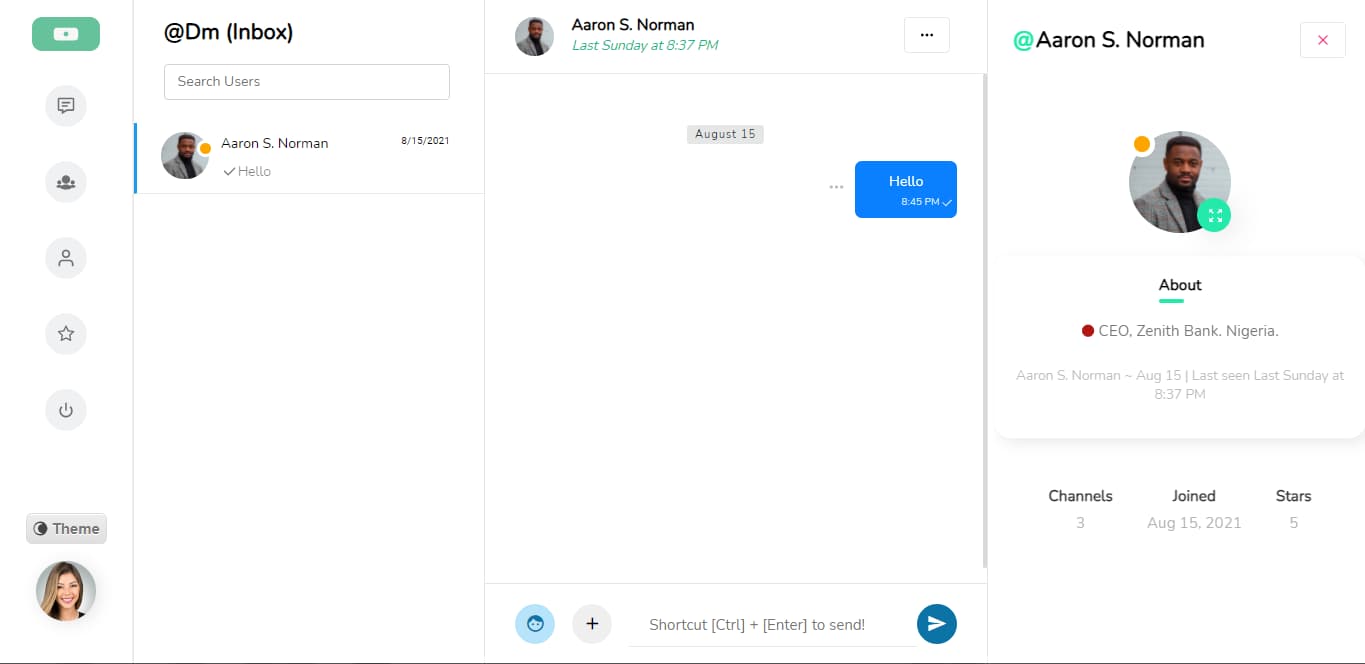 @Dm (Inbox)
Search Users
Aaron S. Norman
8/15/2021
Hello
Aaron S. Norman
Last Sunday at 8:37 PM
August 15
Hello
8:45 PM
Shortcut [Ctrl] + [Enter] to send!
@Aaron S. Norman
About
CEO, Zenith Bank. Nigeria.
Aaron S. Norman ~ Aug 15 | Last seen Last Sunday at
8:37 PM
Channels Joined Stars
3 Aug 15, 2021 5
Theme